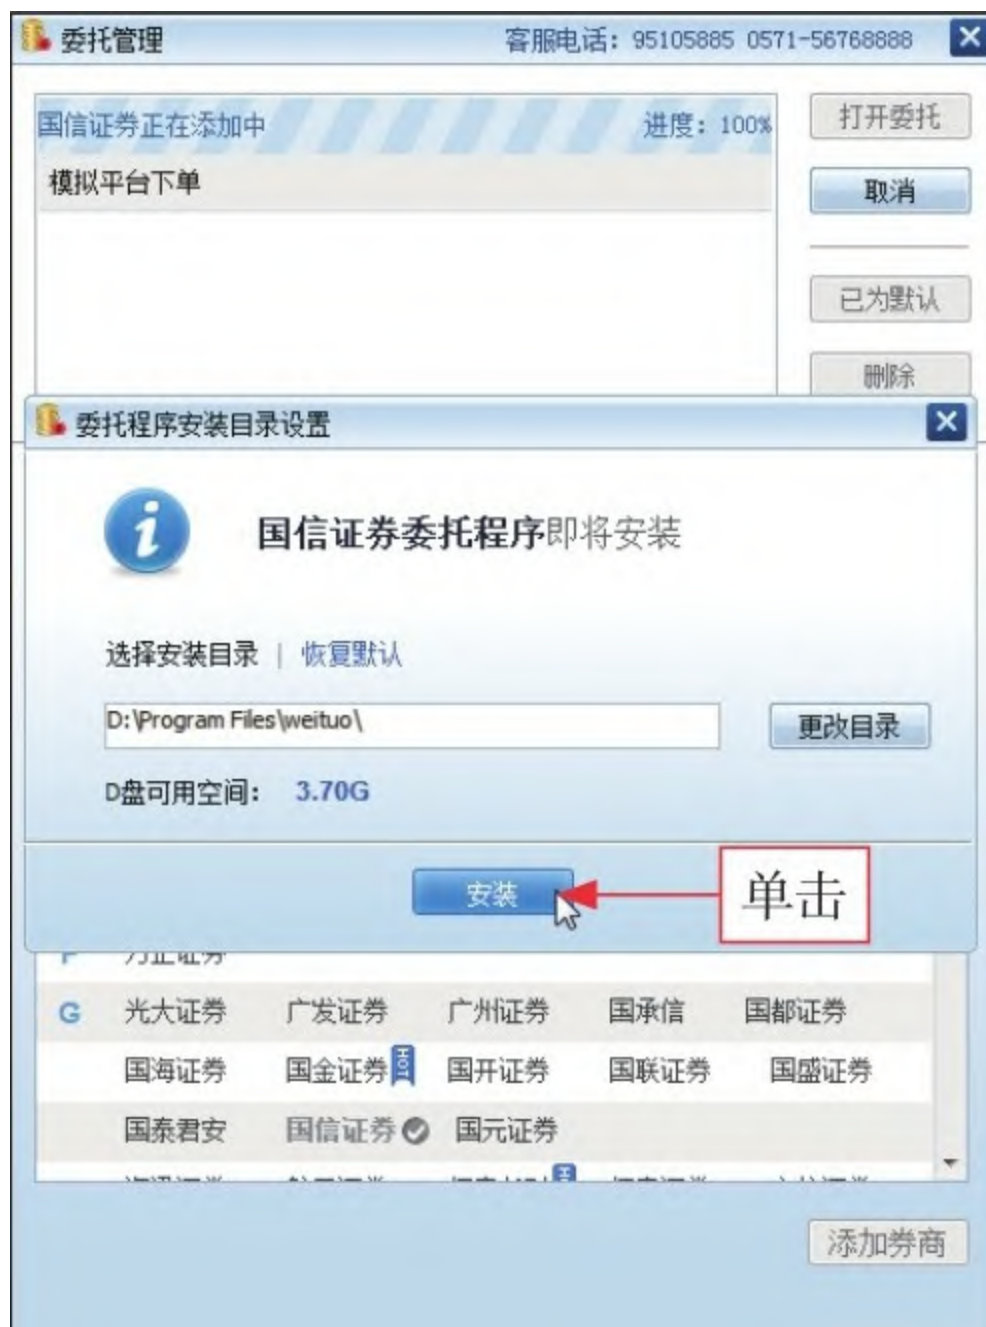 委托管理 客服电话：95105885 0571-56768888
国信证券正在添加中 进度：100% 打开委托
模拟平台下单 取消
已为默认
删除
委托程序安装目录设置
国信证券委托程序即将安装
选择安装目录 | 恢复默认
D:\Program Files\weituo\ 更改目录
D盘可用空间： 3.70G
安装 单击
F 方正证券
G 光大证券 广发证券 广州证券 国承信 国都证券
国海证券 国金证券 HOT 国开证券 国联证券 国盛证券
国泰君安 国信证券 国元证券
添加券商